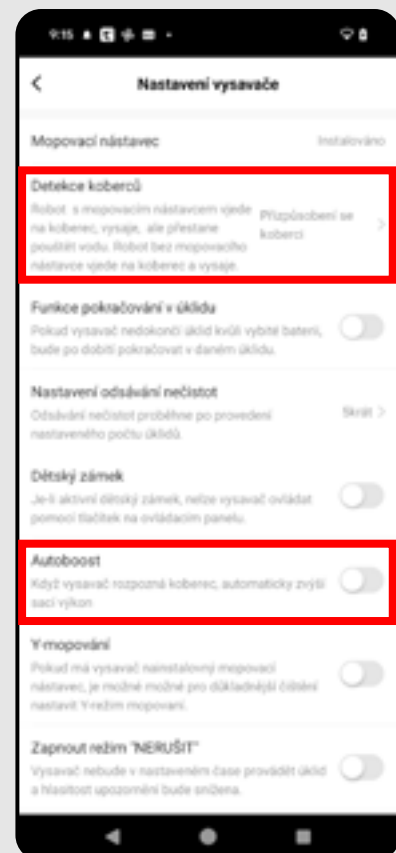 9:15
Nastavení vysavače
Mopovací nástavec Instalováno
Detekce koberců
Robot s mopovacím nástavcem vjede
na koberec, vysaje, ale přestane
pouštět vodu. Robot bez mopovacího
nástavce vjede na koberec a vysaje.
Přizpůsobení se
koberci
Funkce pokračování v úklidu
Pokud vysavač nedokončí úklid kvůli vybité baterii,
bude po dobití pokračovat v daném úklidu.
Nastavení odsávání nečistot
Odsávání nečistot proběhne po provedení
nastaveného počtu úklidů.
5krát
Dětský zámek
Je-li aktivní dětský zámek, nelze vysavač ovládat
pomocí tlačítek na ovládacím panelu.
Autoboost
Když vysavač rozpozná koberec, automaticky zvýší
sací výkon
Y-mopování
Pokud má vysavač nainstalovný mopovací
nástavec, je možné možné pro důkladnější čištění
nastavit Y-režim mopovaní.
Zapnout režim "NERUŠIT"
Vysavač nebude v nastaveném čase provádět úklid
a hlasitost upozornění bude snížena.